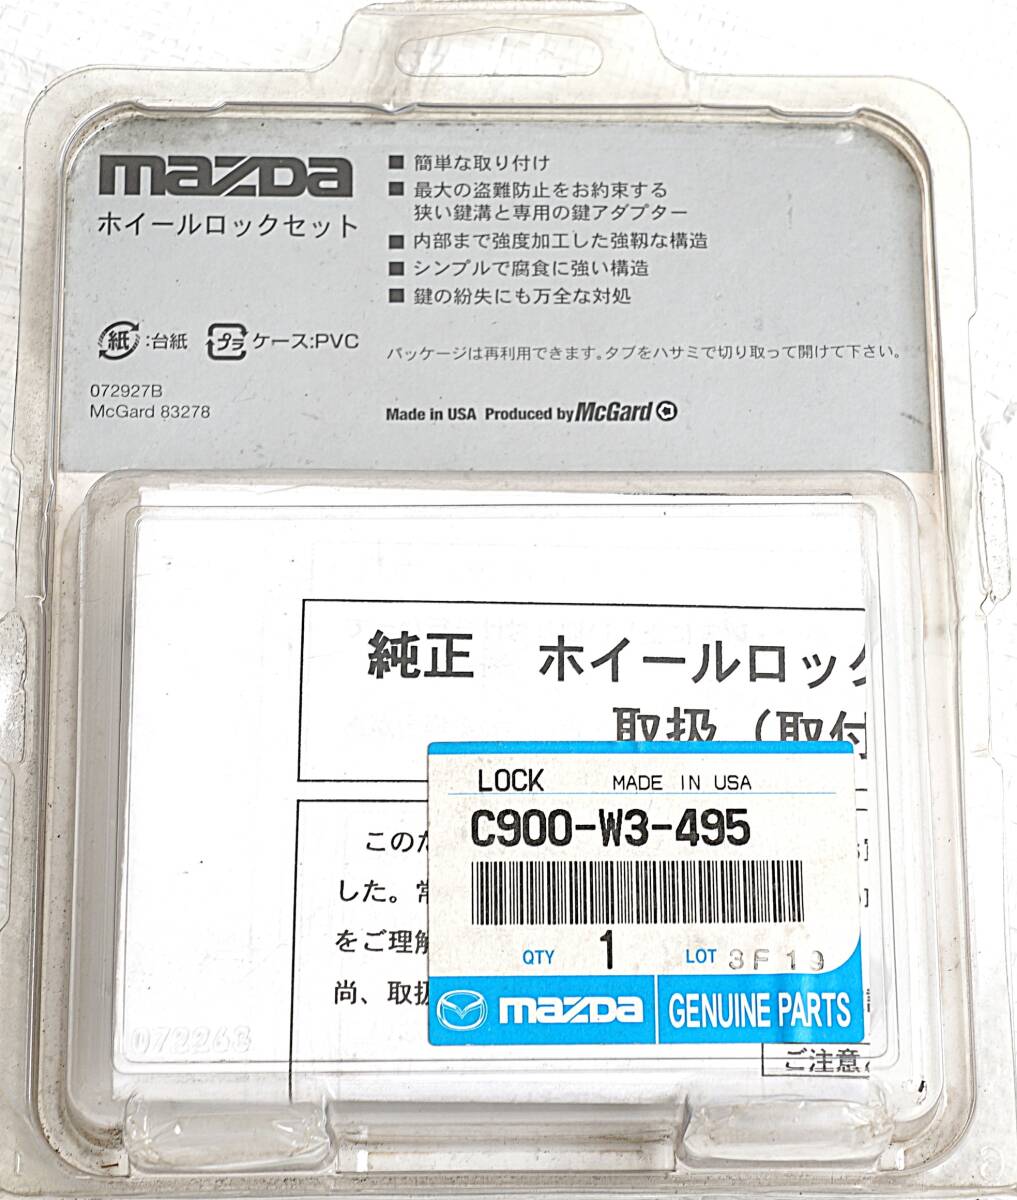 mazda
ホイールロックセット
■ 簡単な取り付け
■ 最大の盗難防止をお約束する
狭い鍵溝と専用の鍵アダプター
■ 内部まで強度加工した強靱な構造
■ シンプルで腐食に強い構造
■ 鍵の紛失にも万全な対処
紙:台紙 プラ ケース:PVC
パッケージは再利用できます。タブをハサミで切り取って開けて下さい。
072927B
McGard 83278
Made in USA Produced by McGard
純正 ホイールロック
取扱（取付
このた
した。常
をご理解
尚、取扱
LOCK MADE IN USA
C900-W3-495
QTY 1 LOT 3F19
mazda GENUINE PARTS
072263
ご注意